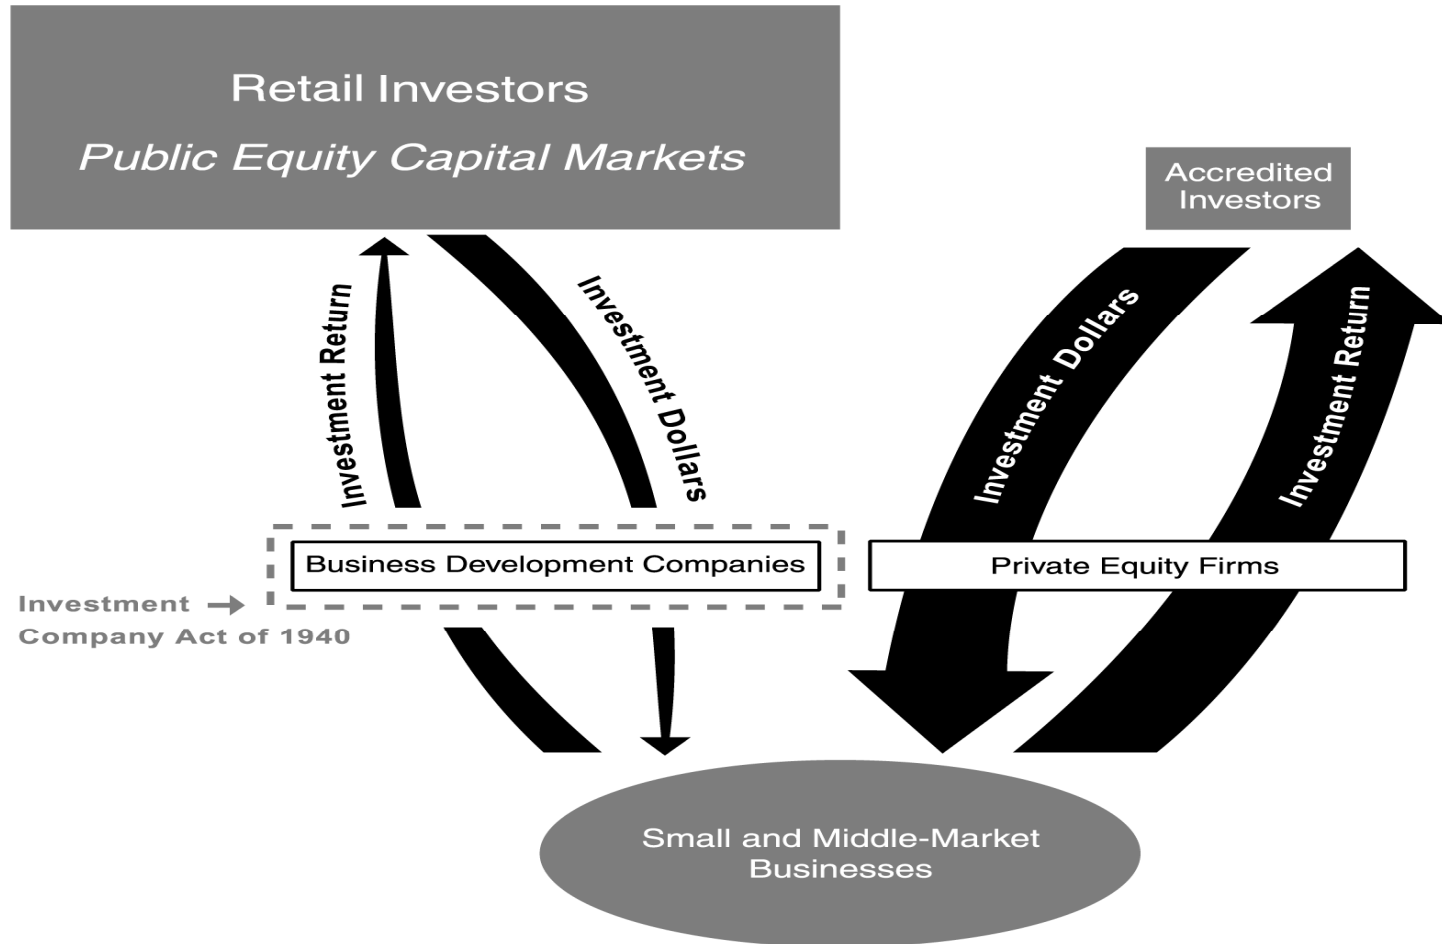 Retail Investors
Public Equity Capital Markets
Accredited
Investors
Investment Return
Investment Dollars
Investment Dollars
Investment Return
Business Development Companies
Private Equity Firms
Investment →
Company Act of 1940
Small and Middle-Market
Businesses